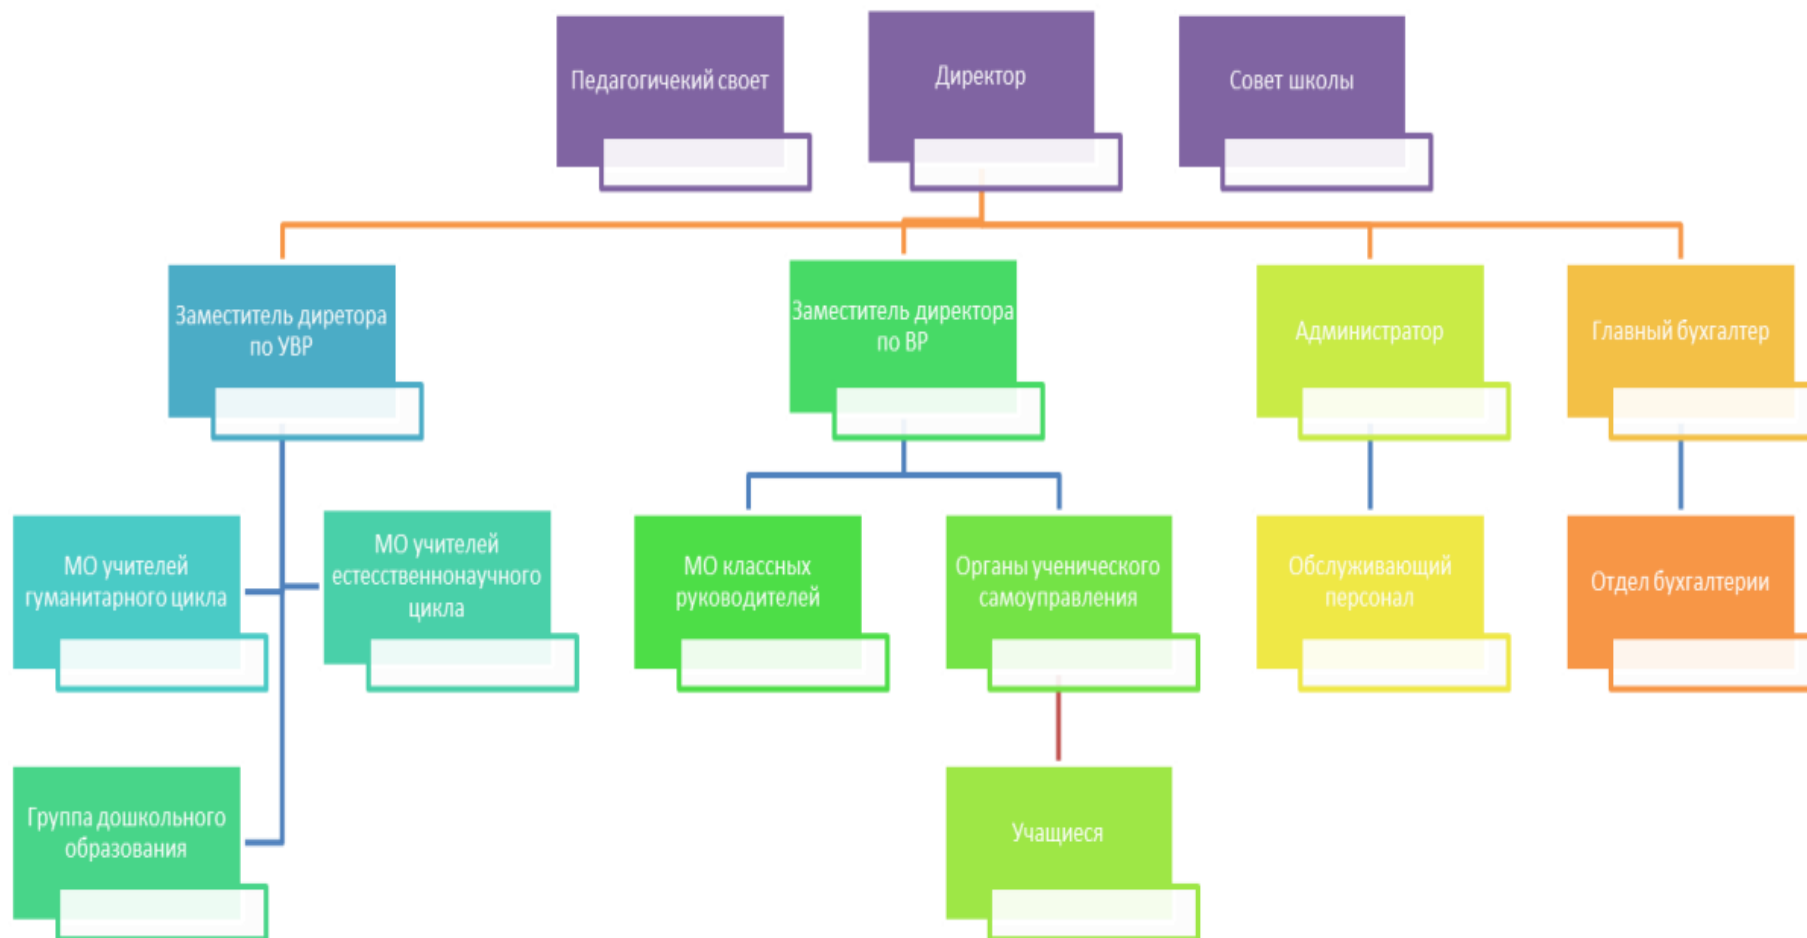 Педагогичекий своет
Директор
Совет школы
Заместитель диретора
по УВР
Заместитель директора
по ВР
Администратор
Главный бухгалтер
МО учителей
гуманитарного цикла
МО учителей
естесственнонаучного
цикла
МО классных
руководителей
Органы ученического
самоуправления
Обслуживающий
персонал
Отдел бухгалтерии
Группа дошкольного
образования
Учащиеся